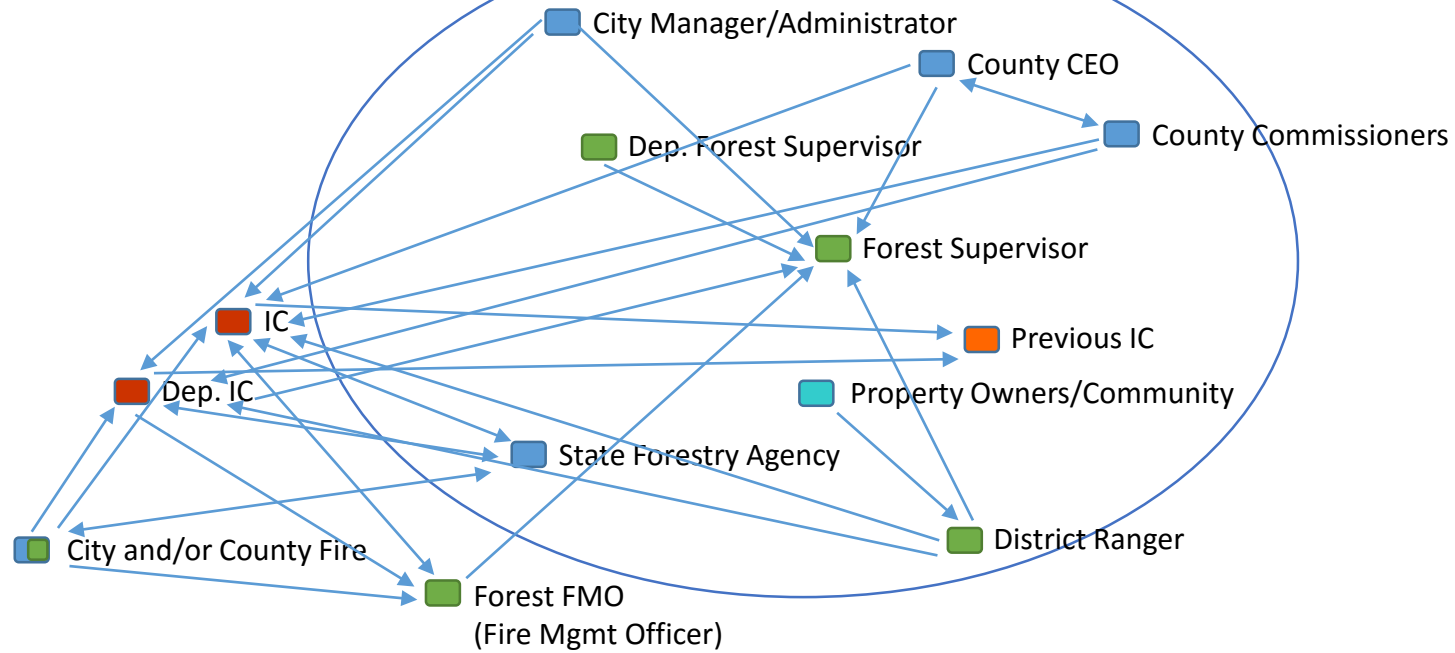 City Manager/Administrator
County CEO
County Commissioners
Dep. Forest Supervisor
Forest Supervisor
IC
Previous IC
Dep. IC
Property Owners/Community
State Forestry Agency
District Ranger
City and/or County Fire
Forest FMO
(Fire Mgmt Officer)